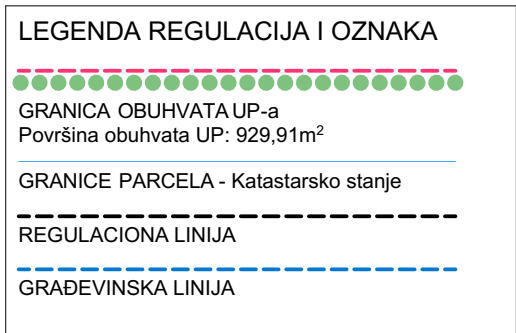 LEGENDA REGULACIJA I OZNAKA
GRANICA OBUHVATA UP-a
Površina obuhvata UP: 929,91m²
GRANICE PARCELA - Katastarsko stanje
REGULACIONA LINIJA
GRAĐEVINSKA LINIJA